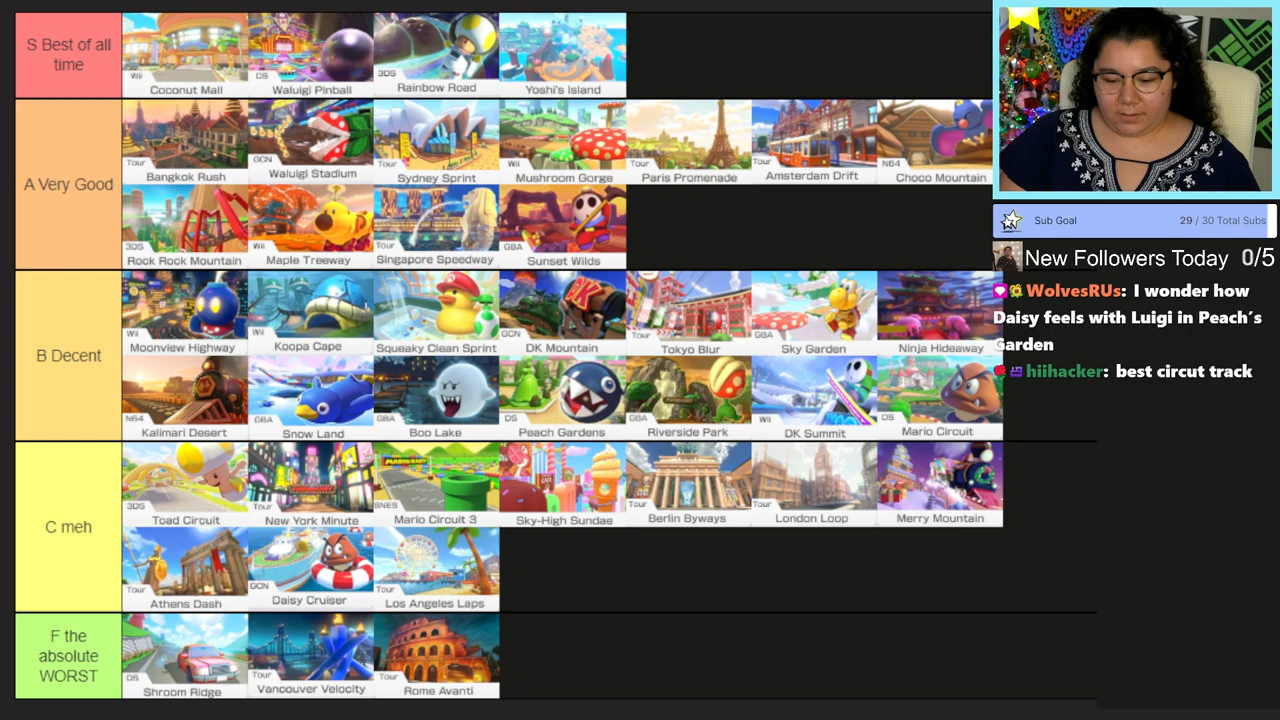 S Best of all
time
Wii
Coconut Mall
DS
Waluigi Pinball
3DS
Rainbow Road
Yoshi's Island
A Very Good
Tour
Bangkok Rush
GCN
Waluigi Stadium
Tour
Sydney Sprint
Wii
Mushroom Gorge
Tour
Paris Promenade
Tour
Amsterdam Drift
N64
Choco Mountain
3DS
Rock Rock Mountain
Wii
Maple Treeway
Tour
Singapore Speedway
GBA
Sunset Wilds
B Decent
Wii
Moonview Highway
Wii
Koopa Cape
Squeaky Clean Sprint
GCN
DK Mountain
Tour
Tokyo Blur
GBA
Sky Garden
Ninja Hideaway
N64
Kalimari Desert
GBA
Snow Land
GBA
Boo Lake
DS
Peach Gardens
GBA
Riverside Park
Wii
DK Summit
DS
Mario Circuit
C meh
3DS
Toad Circuit
Tour
New York Minute
SNES
Mario Circuit 3
Sky-High Sundae
Tour
Berlin Byways
Tour
London Loop
Merry Mountain
Tour
Athens Dash
GCN
Daisy Cruiser
Tour
Los Angeles Laps
F the
absolute
WORST
DS
Shroom Ridge
Tour
Vancouver Velocity
Tour
Rome Avanti
Sub Goal
29 / 30 Total Subs
New Followers Today 0/5
WolvesRUs: I wonder how
Daisy feels with Luigi in Peach's
Garden
hiihacker: best circut track